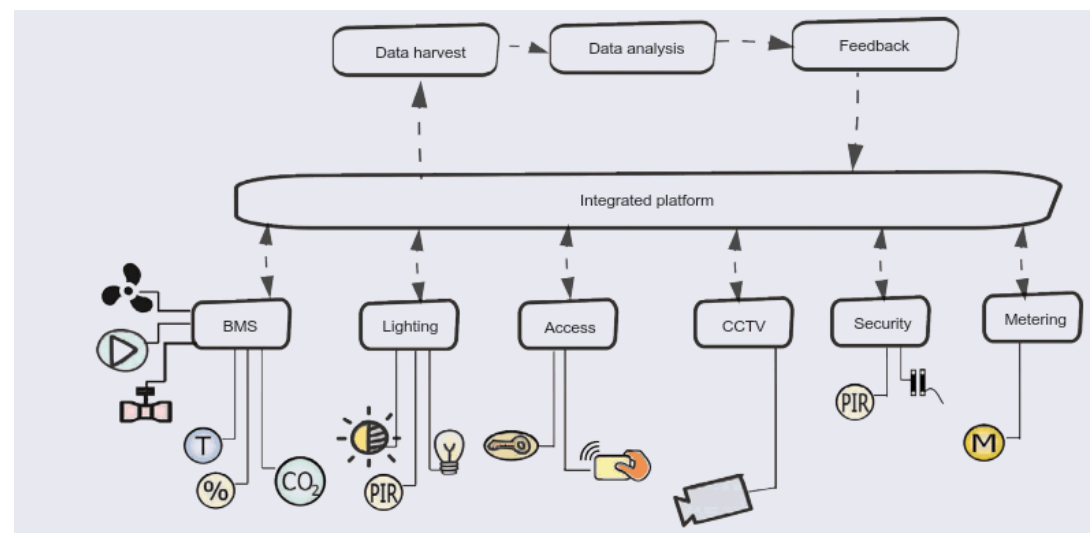 Data harvest
Data analysis
Feedback
Integrated platform
BMS
Lighting
Access
CCTV
Security
Metering
PIR
T
%
CO₂
PIR
M